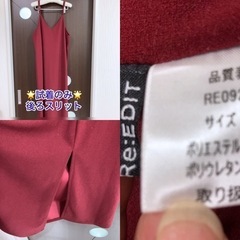 🌟試着のみ🌟
後ろスリット
Re:EDIT
品質表
RE092
サイズ
ポリエステル
ポリウレタン
取り扱